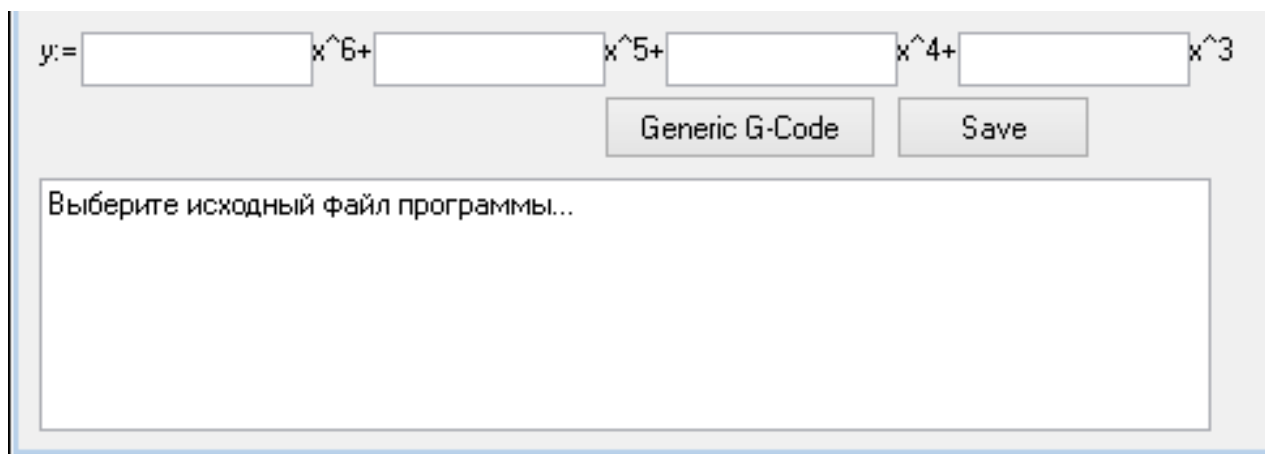 y:= x^6+ x^5+ x^4+ x^3
Generic G-Code Save
Выберите исходный файл программы...